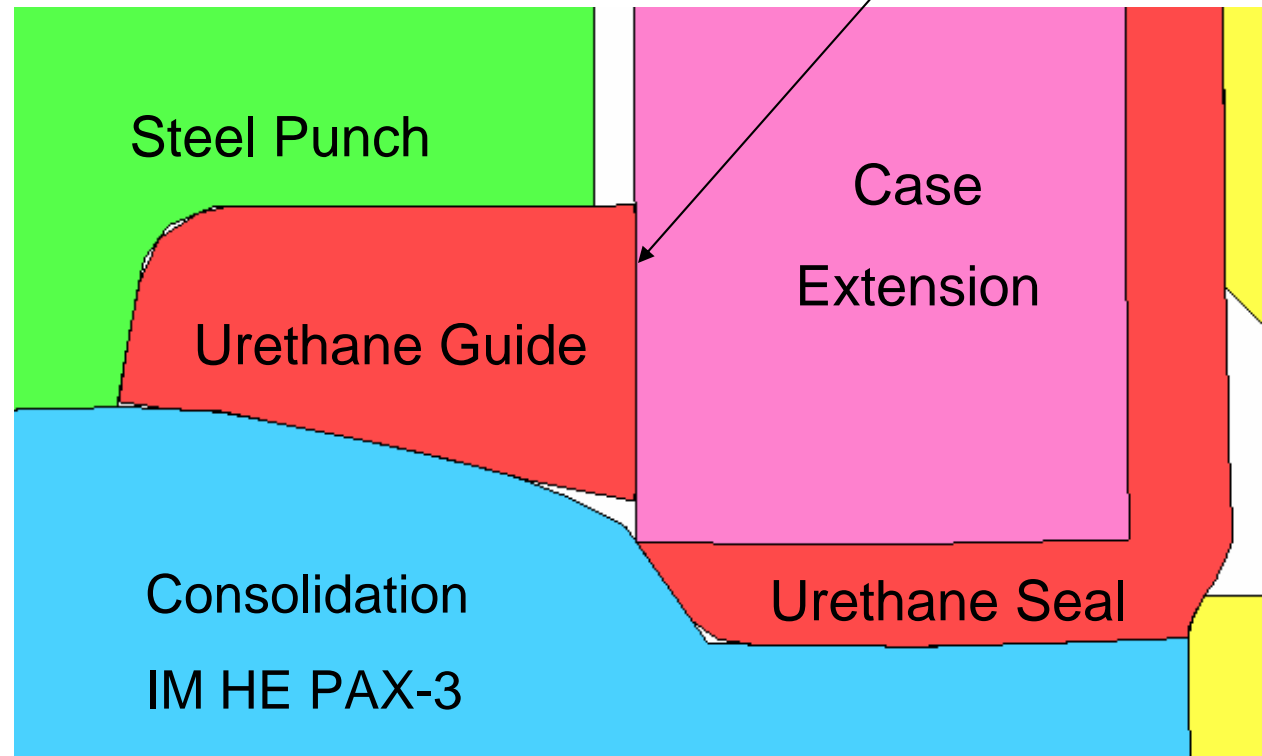 Steel Punch
Case
Extension
Urethane Guide
Consolidation
Urethane Seal
IM HE PAX-3